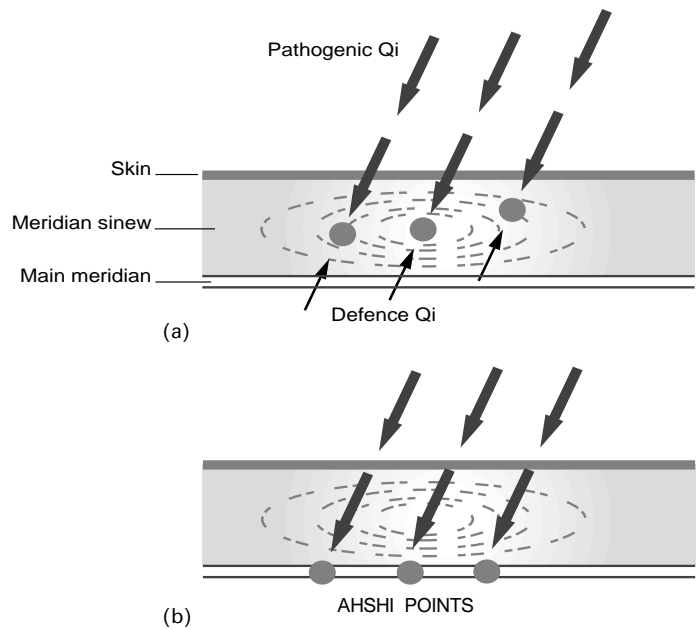 Pathogenic Qi
Skin
Meridian sinew
Main meridian
Defence Qi
(a)
AHSHI POINTS
(b)